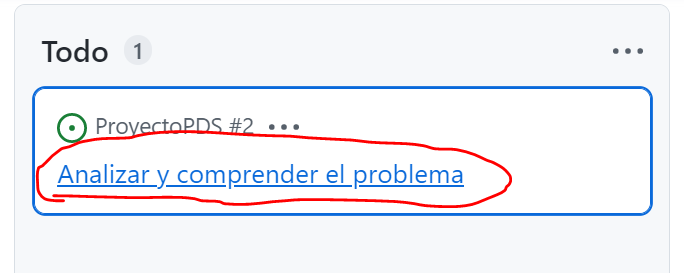 Todo 1
ProyectoPDS #2
Analizar y comprender el problema